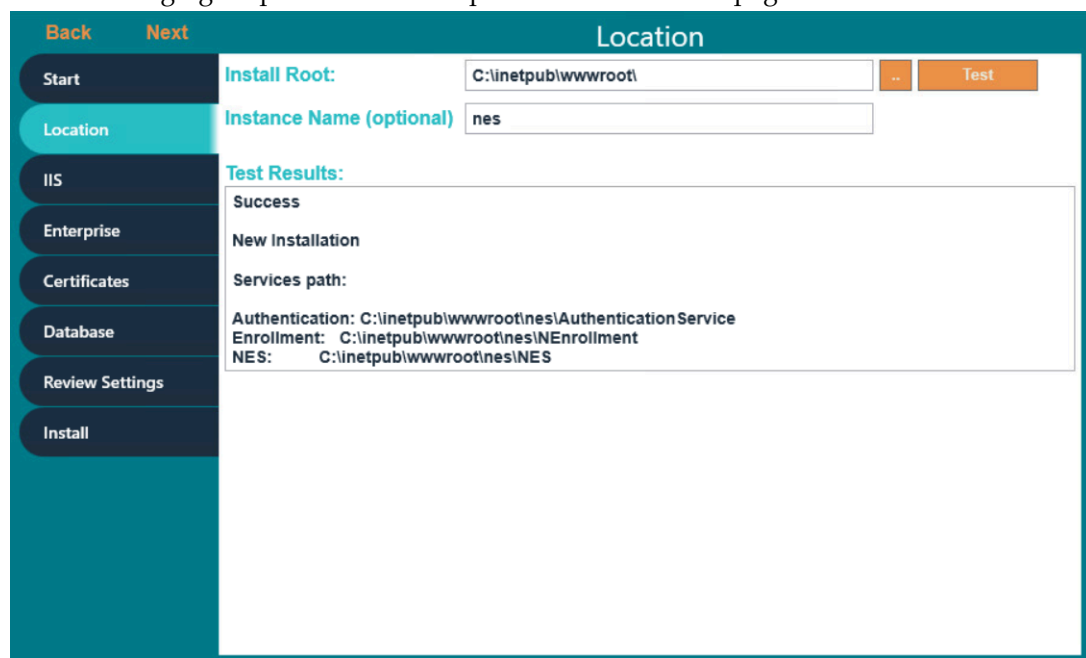 Back Next Location
Start
Location
IIS
Enterprise
Certificates
Database
Review Settings
Install
Install Root: C:\inetpub\wwwroot\ .. Test
Instance Name (optional) nes
Test Results:
Success
New Installation
Services path:
Authentication: C:\inetpub\wwwroot\nes\AuthenticationService
Enrollment: C:\inetpub\wwwroot\nes\NEnrollment
NES: C:\inetpub\wwwroot\nes\NES